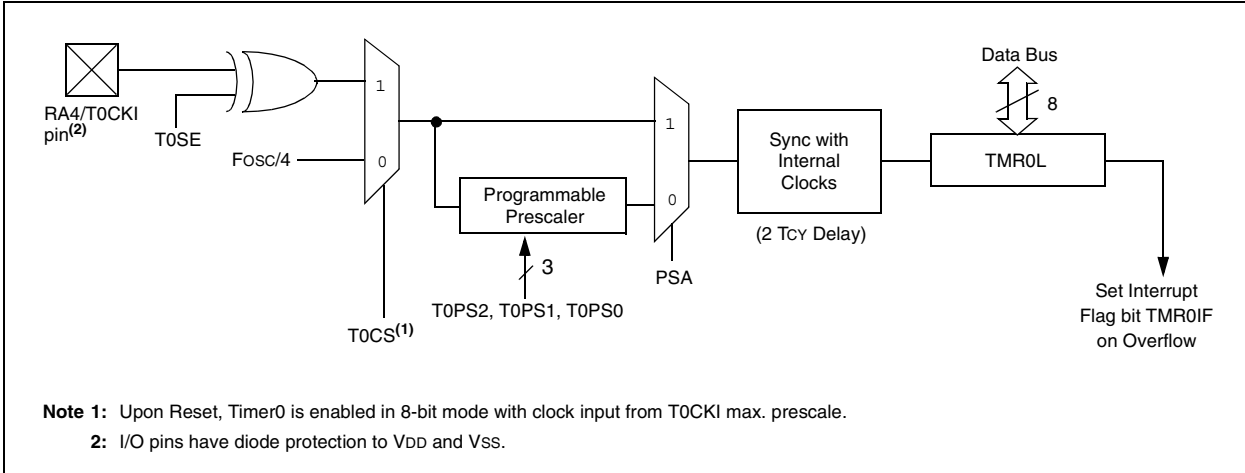 Data Bus
8
RA4/T0CKI
pin(2)
T0SE
1
0
FOSC/4
1
0
Sync with
Internal
Clocks
TMR0L
Programmable
Prescaler
(2 TCY Delay)
3
PSA
T0PS2, T0PS1, T0PS0
T0CS(1)
Set Interrupt
Flag bit TMR0IF
on Overflow
Note 1: Upon Reset, Timer0 is enabled in 8-bit mode with clock input from T0CKI max. prescale.
2: I/O pins have diode protection to VDD and VSS.